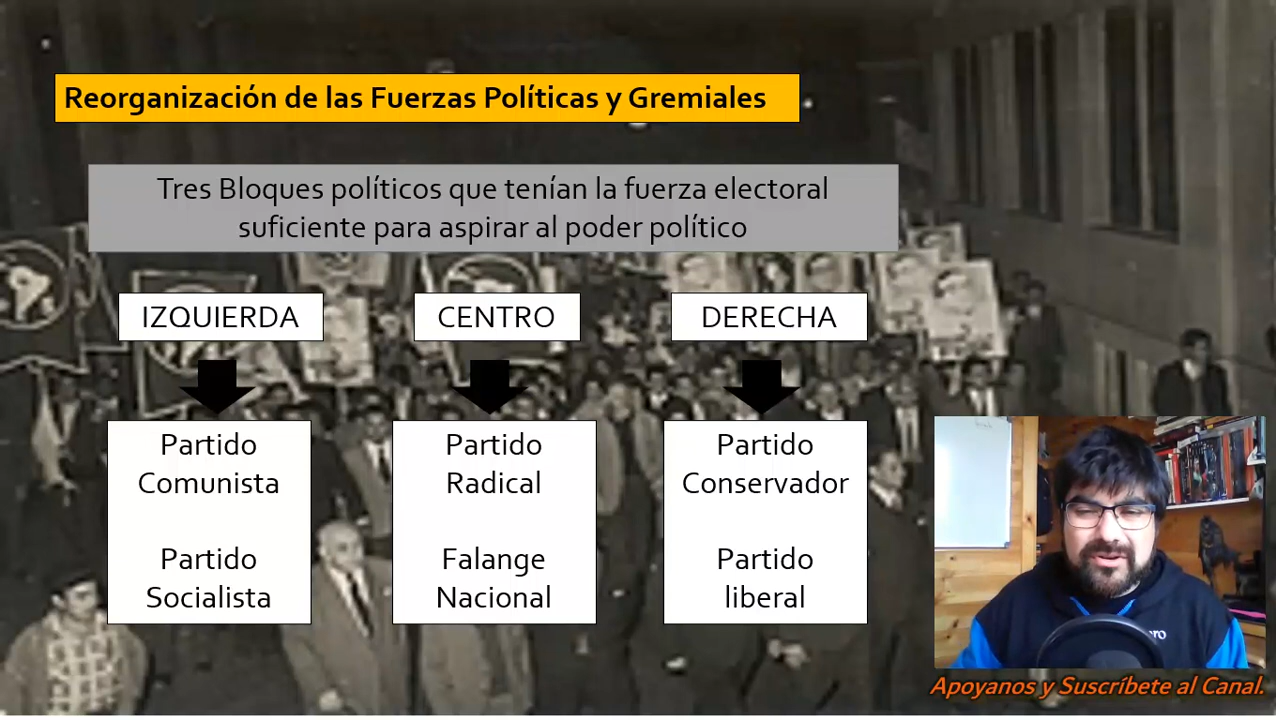 Reorganización de las Fuerzas Políticas y Gremiales
Tres Bloques políticos que tenían la fuerza electoral
suficiente para aspirar al poder político
IZQUIERDA
CENTRO
DERECHA
Partido
Comunista
Partido
Socialista
Partido
Radical
Falange
Nacional
Partido
Conservador
Partido
liberal
Apoyanos y Suscríbete al Canal.